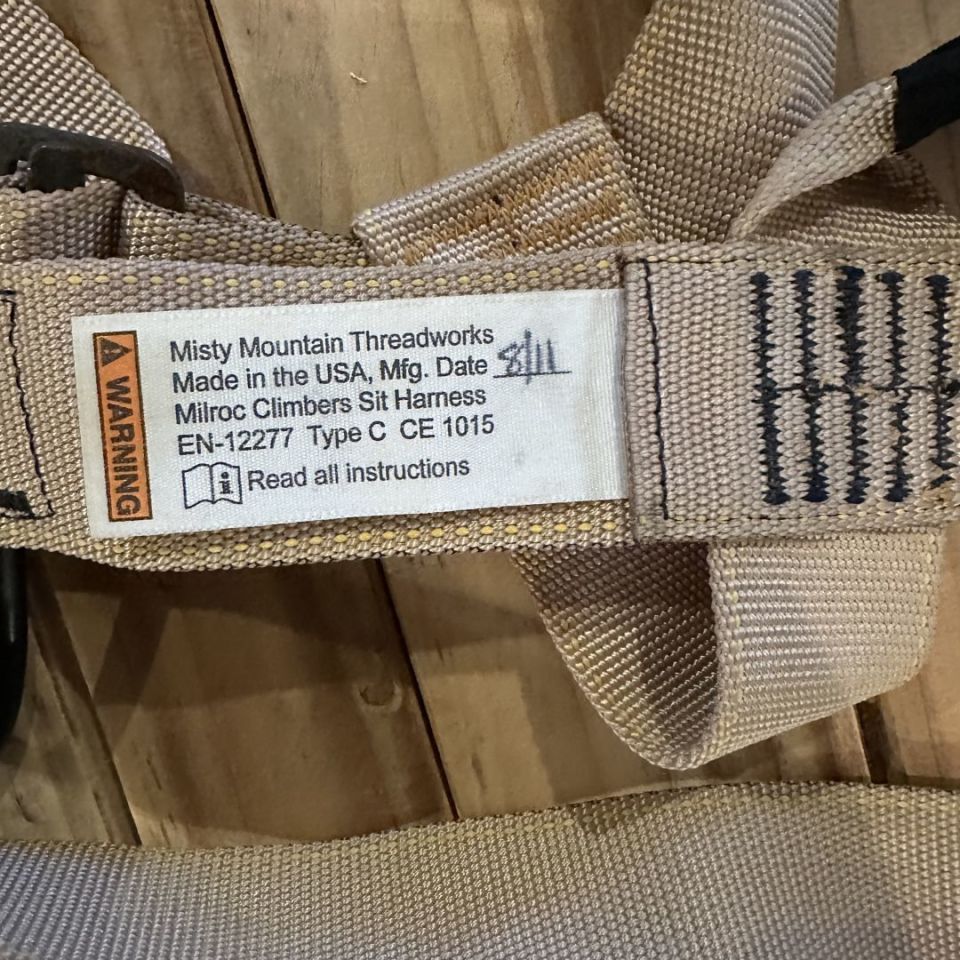 WARNING
Misty Mountain Threadworks
Made in the USA, Mfg. Date 8/11
Milroc Climbers Sit Harness
EN-12277 Type C CE 1015
Read all instructions